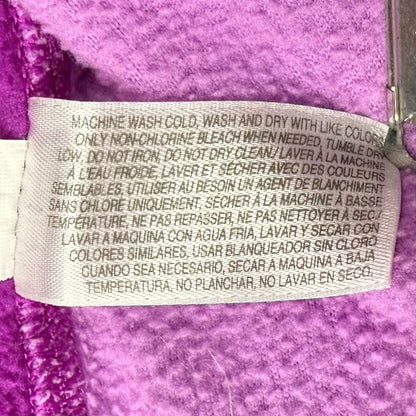 MACHINE WASH COLD, WASH AND DRY WITH LIKE COLORS
ONLY NON-CHLORINE BLEACH WHEN NEEDED, TUMBLE DRY
LOW, DO NOT IRON, DO NOT DRY CLEAN/ LAVER À LA MACHINE
À L'EAU FROIDE, LAVER ET SÉCHER AVEC DES COULEURS
SEMBLABLES, UTILISER AU BESOIN UN AGENT DE BLANCHIMENT
SANS CHLORE UNIQUEMENT, SÉCHER À LA MACHINE À BASSE
TEMPÉRATURE, NE PAS REPASSER, NE PAS NETTOYER À SEC/
LAVAR A MAQUINA CON AGUA FRIA, LAVAR Y SECAR CON
COLORES SIMILARES, USAR BLANQUEADOR SIN CLORO
CUANDO SEA NECESARIO, SECAR A MAQUINA A BAJA
TEMPERATURA, NO PLANCHAR, NO LAVAR EN SECO,